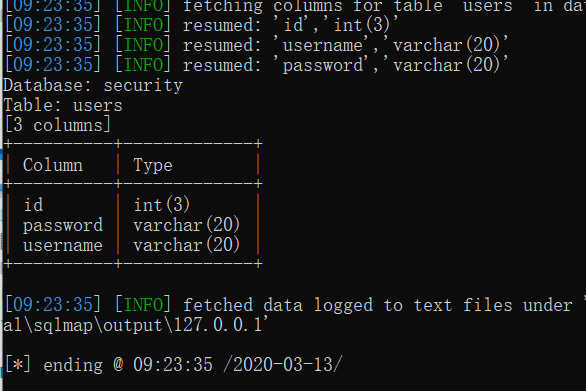 [09:23:35] [INFO] fetching columns for table 'users' in dat
[09:23:35] [INFO] resumed: 'id','int(3)'
[09:23:35] [INFO] resumed: 'username','varchar(20)'
[09:23:35] [INFO] resumed: 'password','varchar(20)'
Database: security
Table: users
[3 columns]
+----------+-------------+
| Column | Type |
+----------+-------------+
| id | int(3) |
| password | varchar(20) |
| username | varchar(20) |
+----------+-------------+
[09:23:35] [INFO] fetched data logged to text files under '
al\sqlmap\output\127.0.0.1'
[*] ending @ 09:23:35 /2020-03-13/